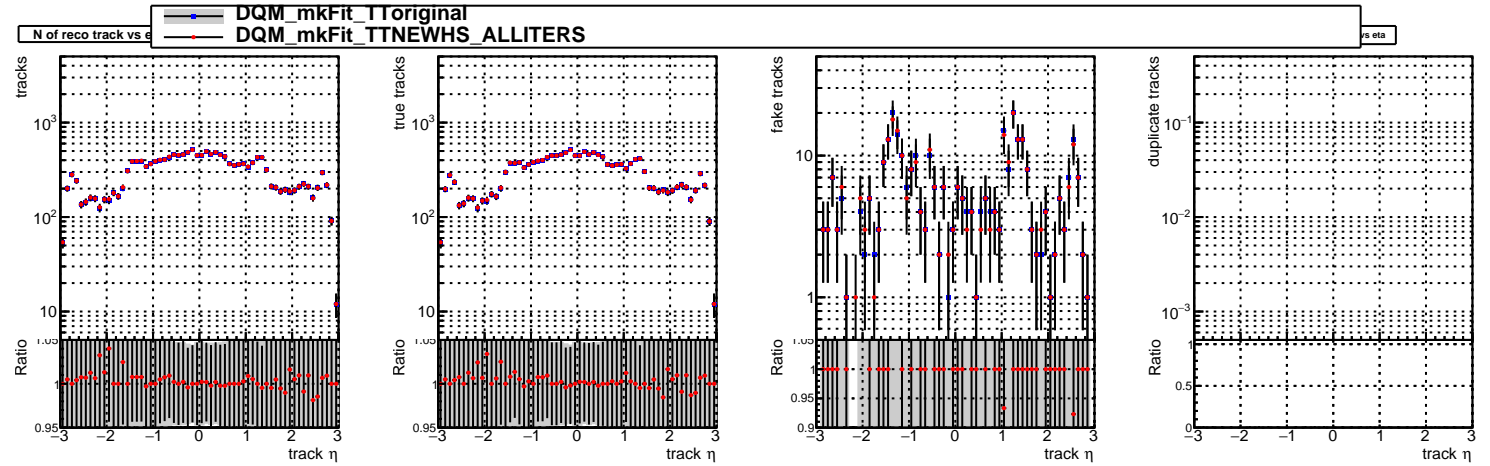 DQM_mkFit_TToriginal
DQM_mkFit_TTNEWHS_ALLITERS
N of reco track vs e
vs eta
tracks
10³
10²
10
Ratio
1.05
1
0.95
−3 −2 −1 0 1 2 3
track η
true tracks
10³
10²
10
Ratio
1.05
1
0.95
−3 −2 −1 0 1 2 3
track η
fake tracks
10
1
Ratio
1.05
1
0.95
0.9
−3 −2 −1 0 1 2 3
track η
duplicate tracks
10⁻¹
10⁻²
10⁻³
Ratio
1
0.5
0
−3 −2 −1 0 1 2 3
track η